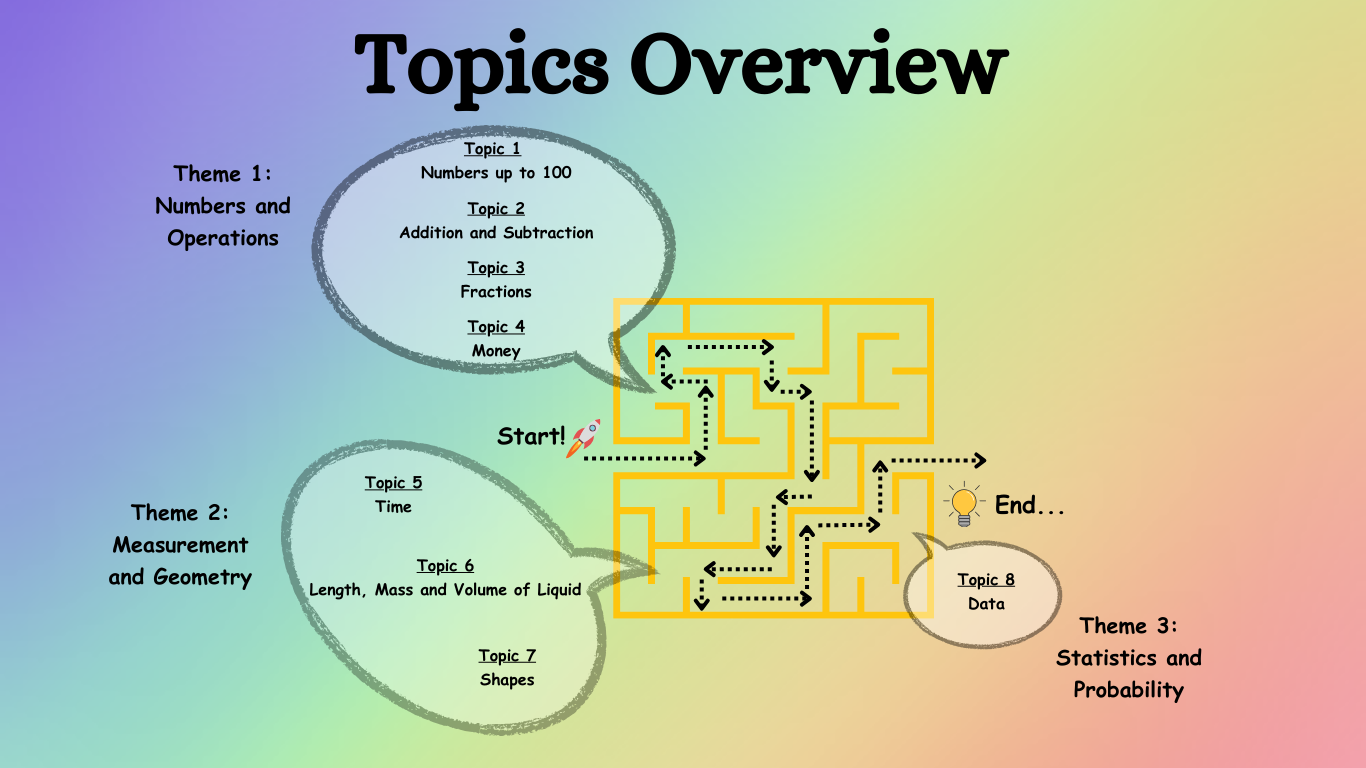 Topics Overview
Theme 1:
Numbers and
Operations
Topic 1
Numbers up to 100
Topic 2
Addition and Subtraction
Topic 3
Fractions
Topic 4
Money
Start!
Theme 2:
Measurement
and Geometry
Topic 5
Time
Topic 6
Length, Mass and Volume of Liquid
Topic 7
Shapes
End...
Topic 8
Data
Theme 3:
Statistics and
Probability